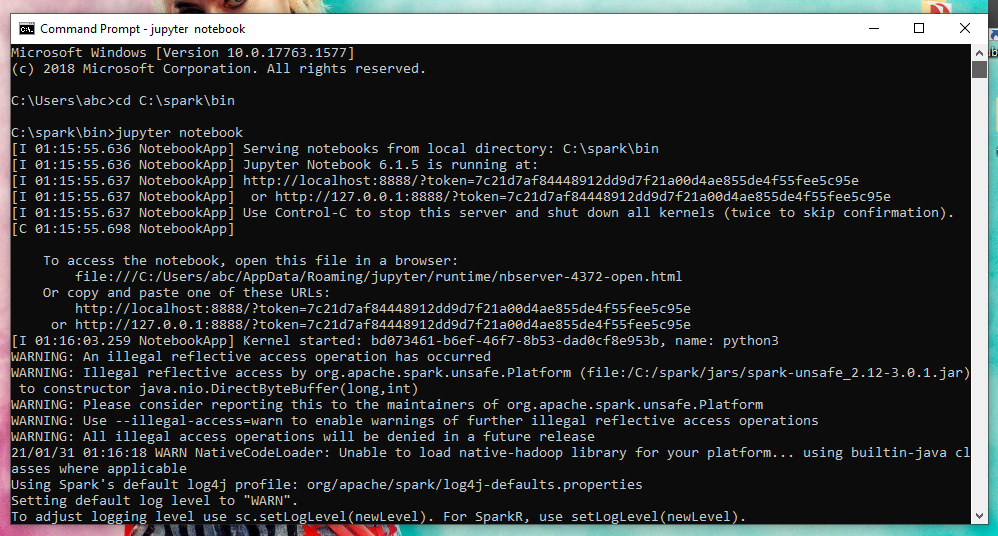 Command Prompt - jupyter notebook
Microsoft Windows [Version 10.0.17763.1577]
(c) 2018 Microsoft Corporation. All rights reserved.
C:\Users\abc>cd C:\spark\bin
C:\spark\bin>jupyter notebook
[I 01:15:55.636 NotebookApp] Serving notebooks from local directory: C:\spark\bin
[I 01:15:55.636 NotebookApp] Jupyter Notebook 6.1.5 is running at:
[I 01:15:55.637 NotebookApp] http://localhost:8888/?token=7c21d7af84448912dd9d7f21a00d4ae855de4f55fee5c95e
[I 01:15:55.637 NotebookApp]  or http://127.0.0.1:8888/?token=7c21d7af84448912dd9d7f21a00d4ae855de4f55fee5c95e
[I 01:15:55.637 NotebookApp] Use Control-C to stop this server and shut down all kernels (twice to skip confirmation).
[C 01:15:55.698 NotebookApp]
To access the notebook, open this file in a browser:
file:///C:/Users/abc/AppData/Roaming/jupyter/runtime/nbserver-4372-open.html
Or copy and paste one of these URLs:
http://localhost:8888/?token=7c21d7af84448912dd9d7f21a00d4ae855de4f55fee5c95e
or http://127.0.0.1:8888/?token=7c21d7af84448912dd9d7f21a00d4ae855de4f55fee5c95e
[I 01:16:03.259 NotebookApp] Kernel started: bd073461-b6ef-46f7-8b53-dad0cf8e953b, name: python3
WARNING: An illegal reflective access operation has occurred
WARNING: Illegal reflective access by org.apache.spark.unsafe.Platform (file:/C:/spark/jars/spark-unsafe_2.12-3.0.1.jar)
to constructor java.nio.DirectByteBuffer(long,int)
WARNING: Please consider reporting this to the maintainers of org.apache.spark.unsafe.Platform
WARNING: Use --illegal-access=warn to enable warnings of further illegal reflective access operations
WARNING: All illegal access operations will be denied in a future release
21/01/31 01:16:18 WARN NativeCodeLoader: Unable to load native-hadoop library for your platform... using builtin-java cl
asses where applicable
Using Spark's default log4j profile: org/apache/spark/log4j-defaults.properties
Setting default log level to "WARN".
To adjust logging level use sc.setLogLevel(newLevel). For SparkR, use setLogLevel(newLevel).